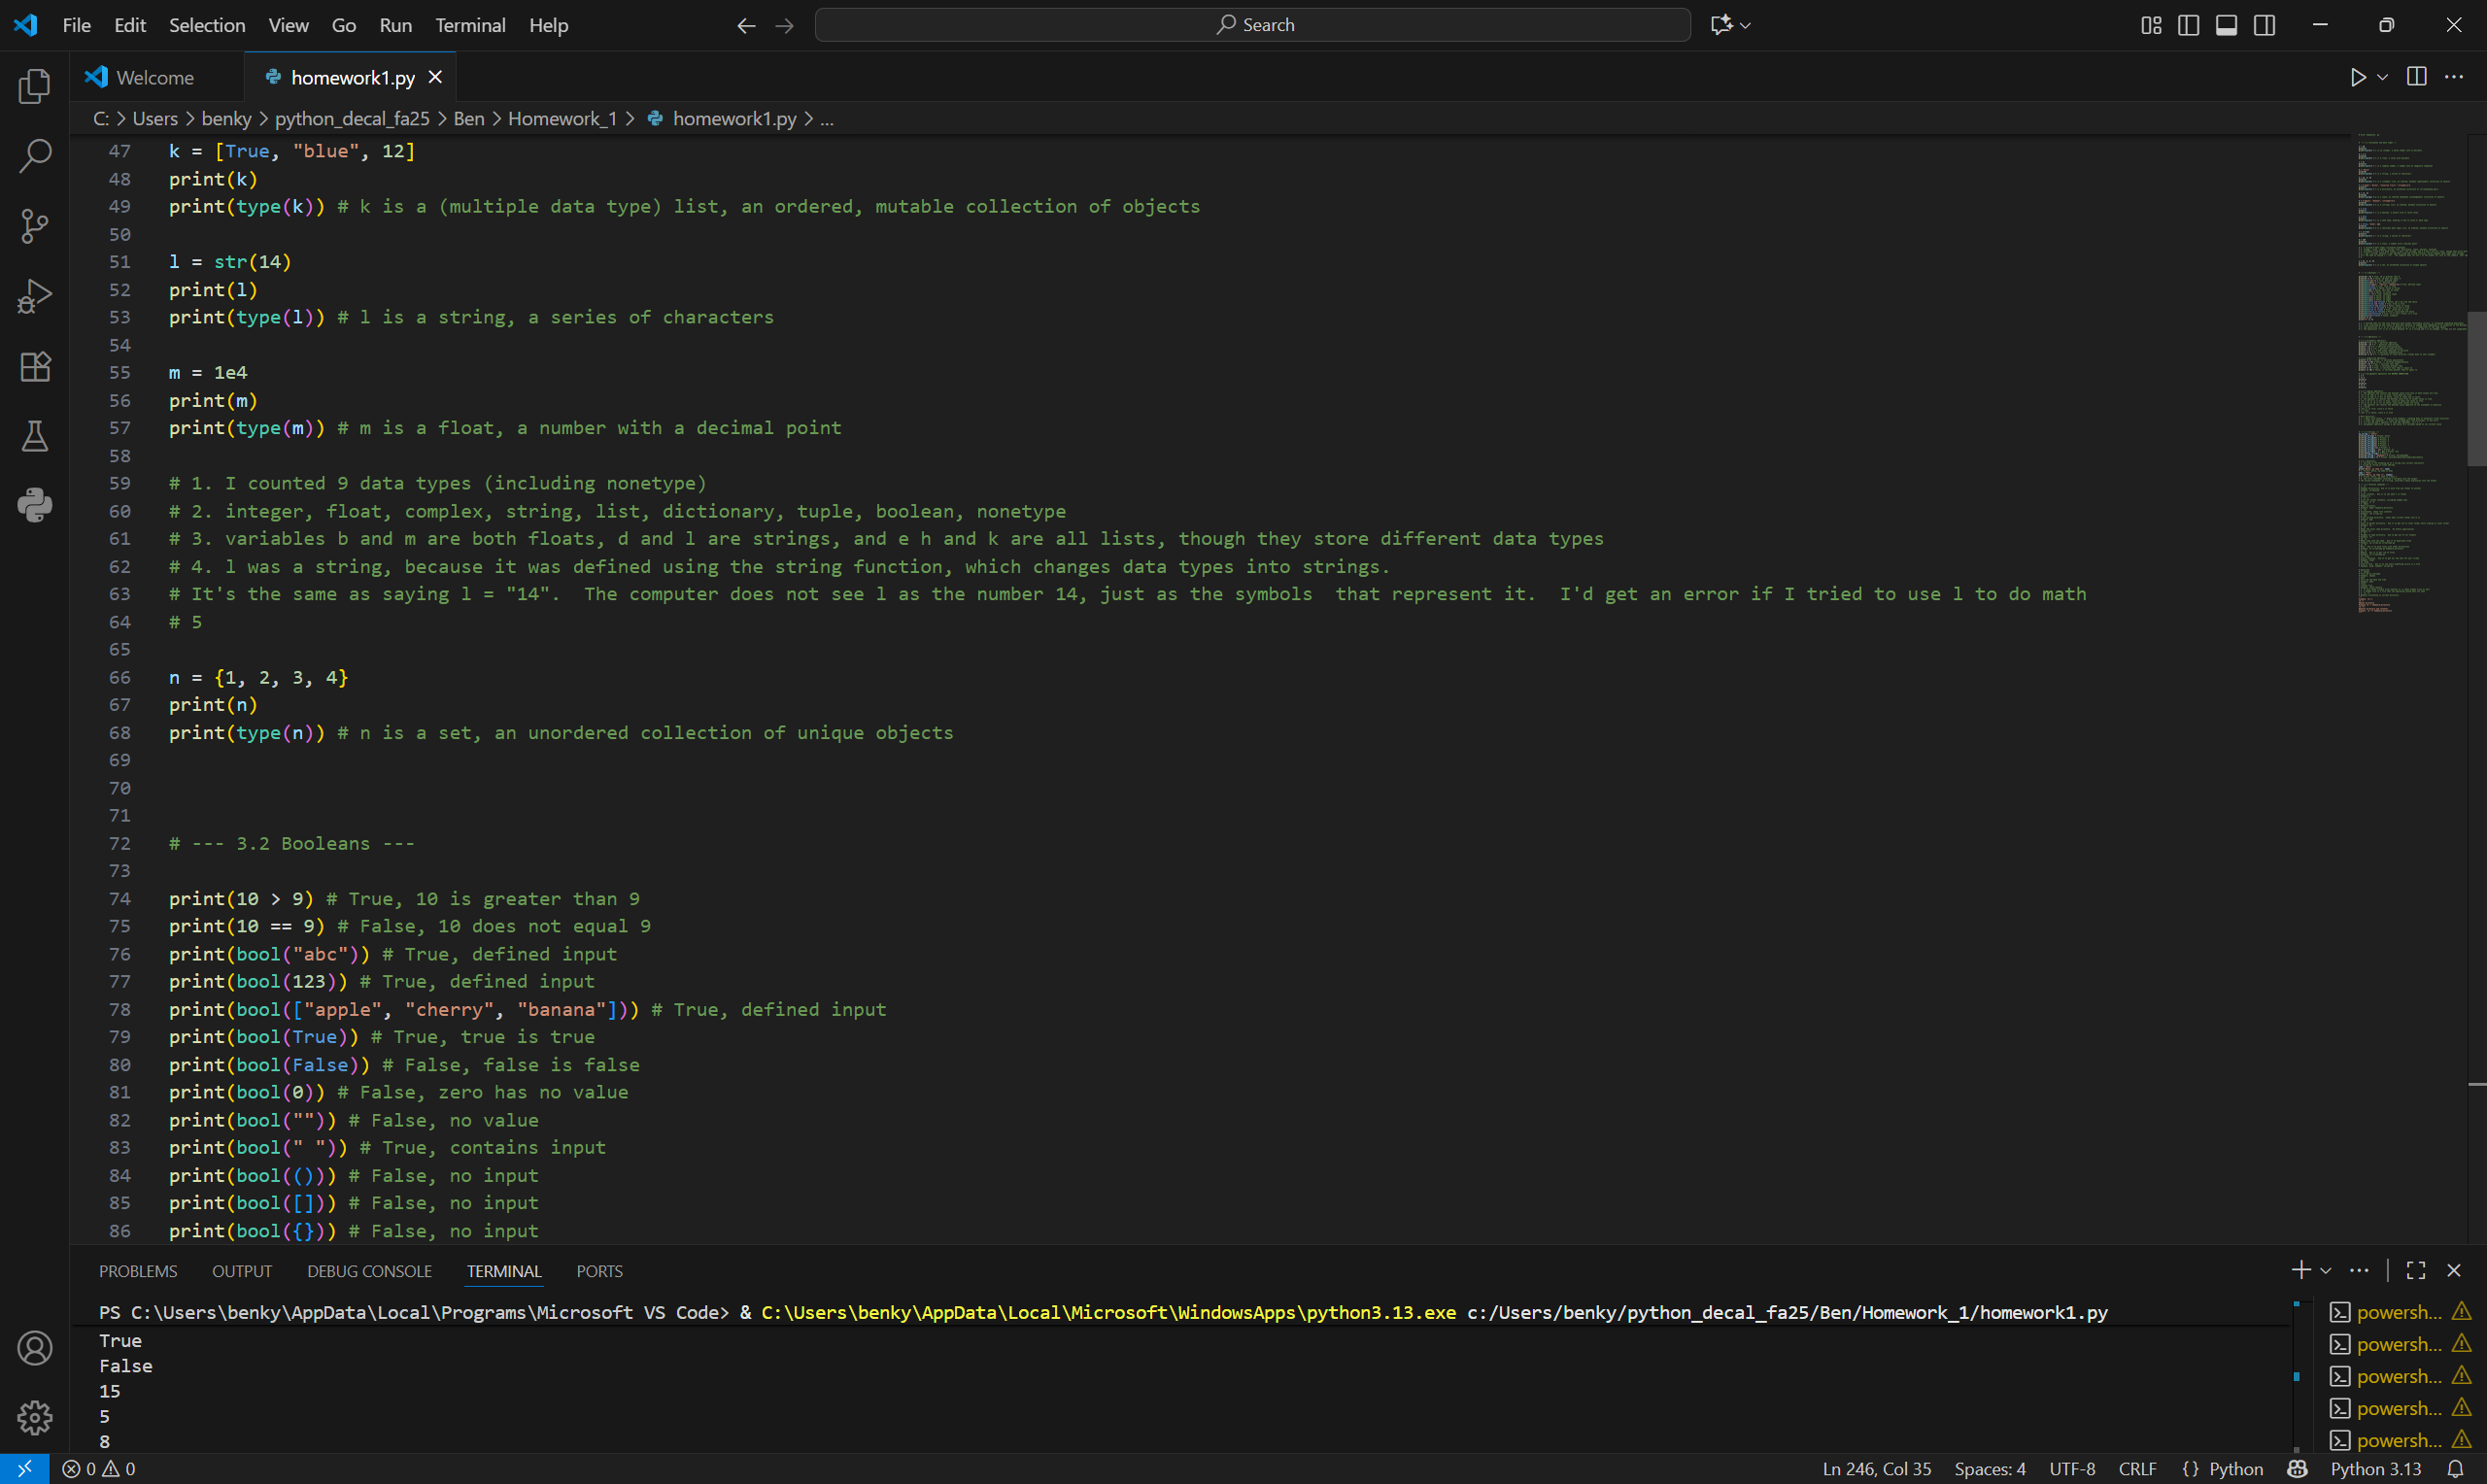 File Edit Selection View Go Run Terminal Help
Search
Welcome
homework1.py
C: > Users > benky > python_decal_fa25 > Ben > Homework_1 > homework1.py > ...
47 k = [True, "blue", 12]
48 print(k)
49 print(type(k)) # k is a (multiple data type) list, an ordered, mutable collection of objects
50
51 l = str(14)
52 print(l)
53 print(type(l)) # l is a string, a series of characters
54
55 m = 1e4
56 print(m)
57 print(type(m)) # m is a float, a number with a decimal point
58
59 # 1. I counted 9 data types (including nonetype)
60 # 2. integer, float, complex, string, list, dictionary, tuple, boolean, nonetype
61 # 3. variables b and m are both floats, d and l are strings, and e h and k are all lists, though they store different data types
62 # 4. l was a string, because it was defined using the string function, which changes data types into strings.
63 # It's the same as saying l = "14".  The computer does not see l as the number 14, just as the symbols  that represent it.  I'd get an error if I tried to use l to do math
64 # 5
65
66 n = {1, 2, 3, 4}
67 print(n)
68 print(type(n)) # n is a set, an unordered collection of unique objects
69
70
71
72 # --- 3.2 Booleans ---
73
74 print(10 > 9) # True, 10 is greater than 9
75 print(10 == 9) # False, 10 does not equal 9
76 print(bool("abc")) # True, defined input
77 print(bool(123)) # True, defined input
78 print(bool(["apple", "cherry", "banana"])) # True, defined input
79 print(bool(True)) # True, true is true
80 print(bool(False)) # False, false is false
81 print(bool(0)) # False, zero has no value
82 print(bool("")) # False, no value
83 print(bool(" ")) # True, contains input
84 print(bool(())) # False, no input
85 print(bool([])) # False, no input
86 print(bool({})) # False, no input
PROBLEMS OUTPUT DEBUG CONSOLE TERMINAL PORTS
PS C:\Users\benky\AppData\Local\Programs\Microsoft VS Code> & C:\Users\benky\AppData\Local\Microsoft\WindowsApps\python3.13.exe c:/Users/benky/python_decal_fa25/Ben/Homework_1/homework1.py
True
False
15
5
8
powersh...
powersh...
powersh...
powersh...
powersh...
0 0
Ln 246, Col 35 Spaces: 4 UTF-8 CRLF {} Python Python 3.13